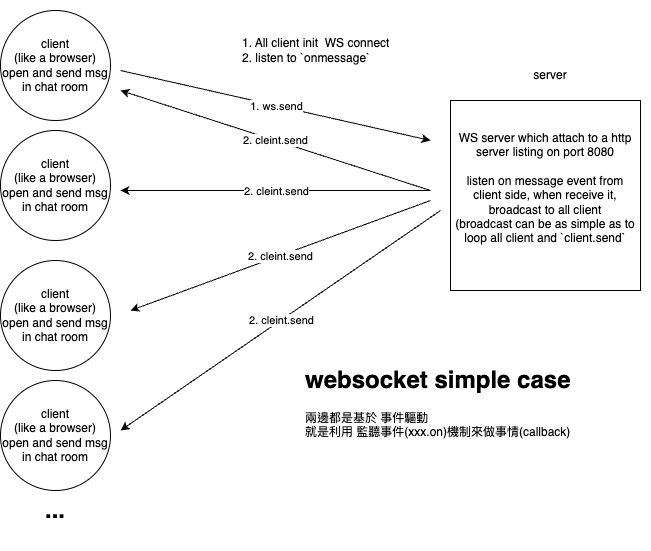 client
(like a browser)
open and send msg
in chat room
1. All client init  WS connect
2. listen to `onmessage`
server
1. ws.send
2. cleint.send
WS server which attach to a http
server listing on port 8080
listen on message event from
client side, when receive it,
broadcast to all client
(broadcast can be as simple as to
loop all client and `client.send`
client
(like a browser)
open and send msg
in chat room
2. cleint.send
2. cleint.send
client
(like a browser)
open and send msg
in chat room
2. cleint.send
websocket simple case
client
(like a browser)
open and send msg
in chat room
兩邊都是基於 事件驅動
就是利用 監聽事件(xxx.on)機制來做事情(callback)
...